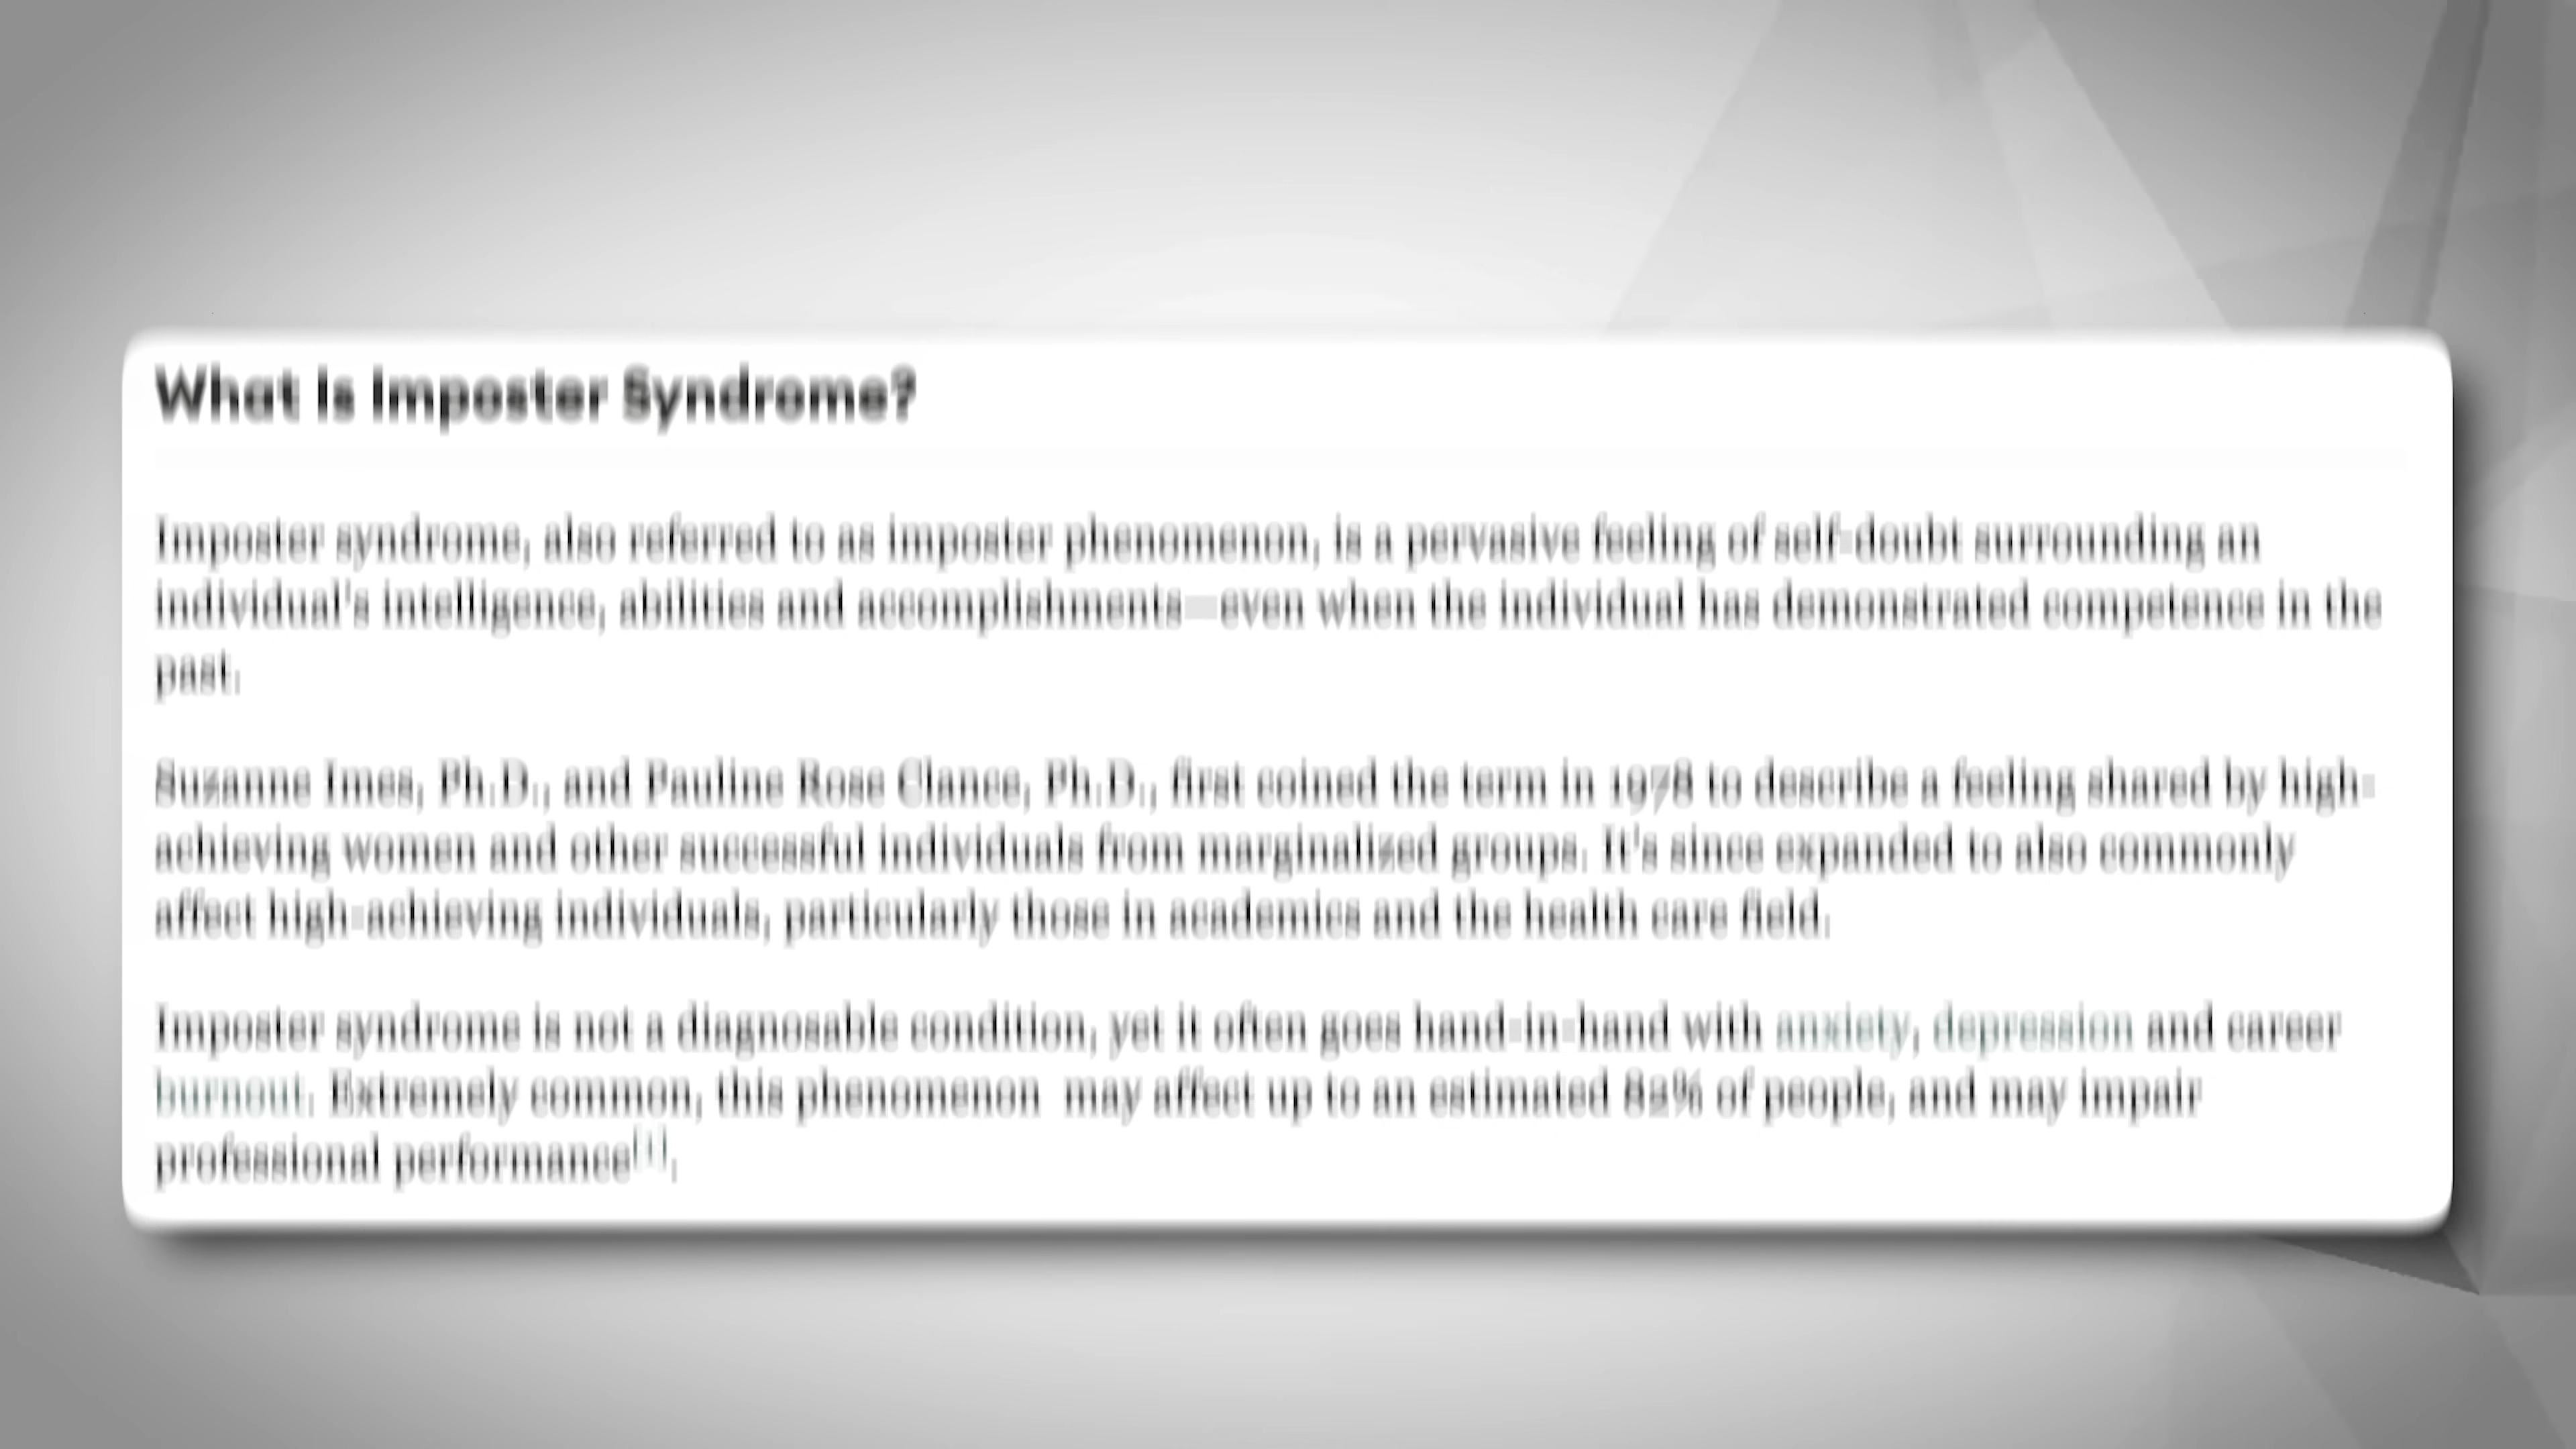 What Is Imposter Syndrome?
Imposter syndrome, also referred to as imposter phenomenon, is a pervasive feeling of self-doubt surrounding an
individual's intelligence, abilities and accomplishments—even when the individual has demonstrated competence in the
past.
Suzanne Imes, Ph.D., and Pauline Rose Clance, Ph.D., first coined the term in 1978 to describe a feeling shared by high-
achieving women and other successful individuals from marginalized groups. It's since expanded to also commonly
affect high-achieving individuals, particularly those in academics and the health care field.
Imposter syndrome is not a diagnosable condition, yet it often goes hand-in-hand with anxiety, depression and career
burnout. Extremely common, this phenomenon may affect up to an estimated 82% of people, and may impair
professional performance[1].